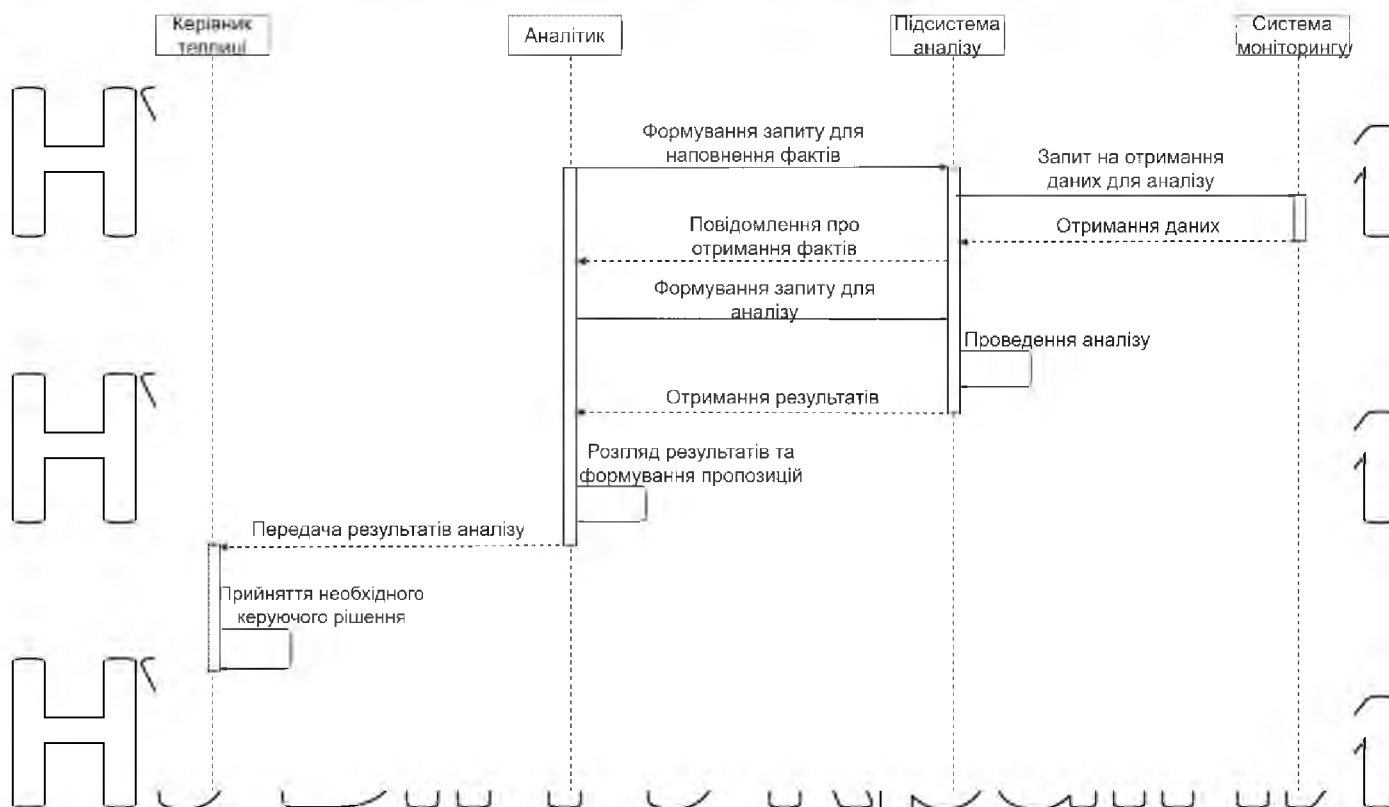 Керівник
теплиці
Аналітик
Підсистема
аналізу
Система
моніторингу
Формування запиту для
наповнення фактів
Запит на отримання
даних для аналізу
Повідомлення про
отримання фактів
Отримання даних
Формування запиту для
аналізу
Проведення аналізу
Отримання результатів
Розгляд результатів та
формування пропозицій
Передача результатів аналізу
Прийняття необхідного
керуючого рішення